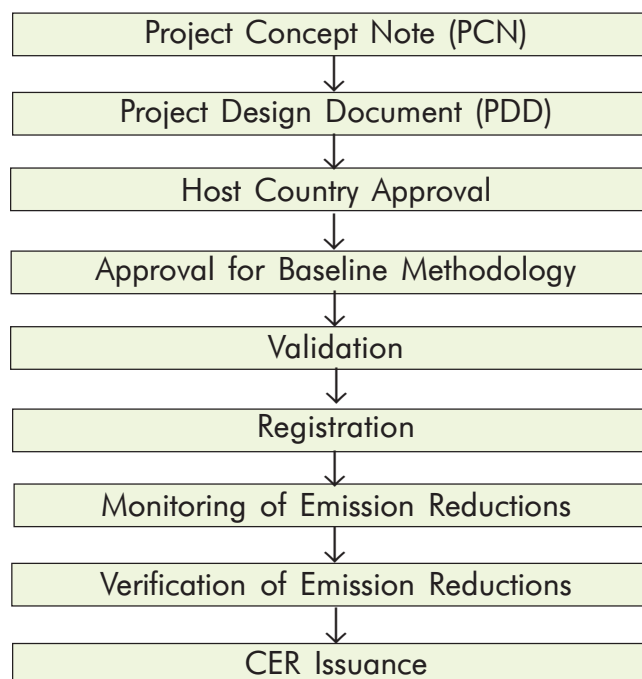 Project Concept Note (PCN)
Project Design Document (PDD)
Host Country Approval
Approval for Baseline Methodology
Validation
Registration
Monitoring of Emission Reductions
Verification of Emission Reductions
CER Issuance